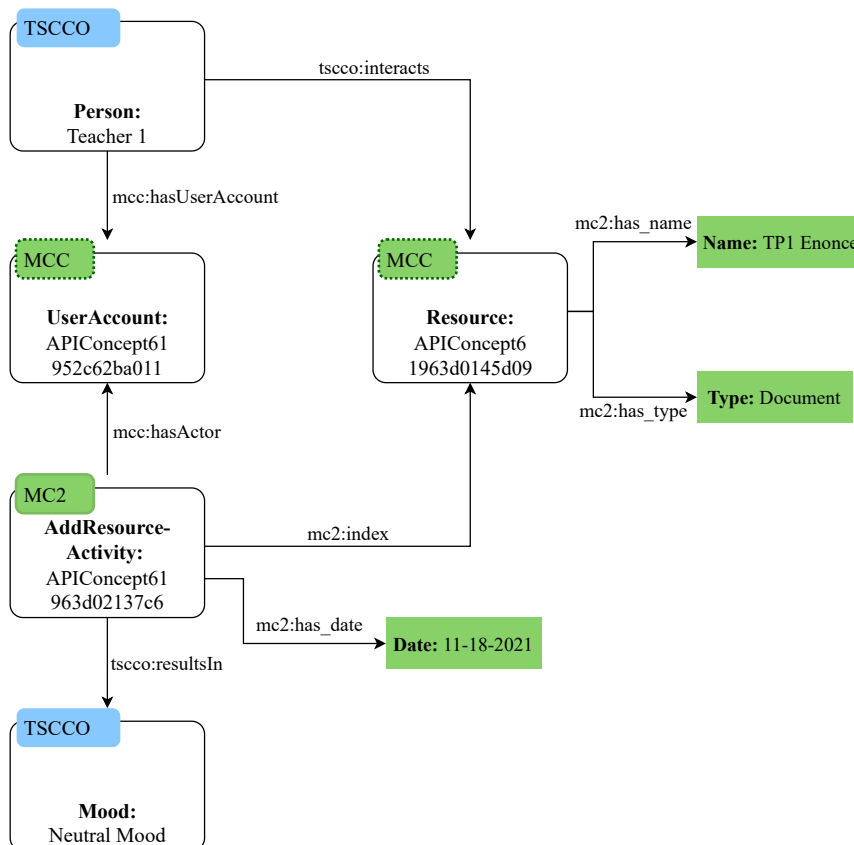 TSCCO
Person:
Teacher 1
tscco:interacts
mcc:hasUserAccount
MCC
UserAccount:
APIConcept61
952c62ba011
MCC
Resource:
APIConcept6
1963d0145d09
mc2:has_name
Name: TP1 Enonce
mc2:has_type
Type: Document
mcc:hasActor
MC2
AddResource-
Activity:
APIConcept61
963d02137c6
mc2:index
mc2:has_date
Date: 11-18-2021
tscco:resultsIn
TSCCO
Mood:
Neutral Mood